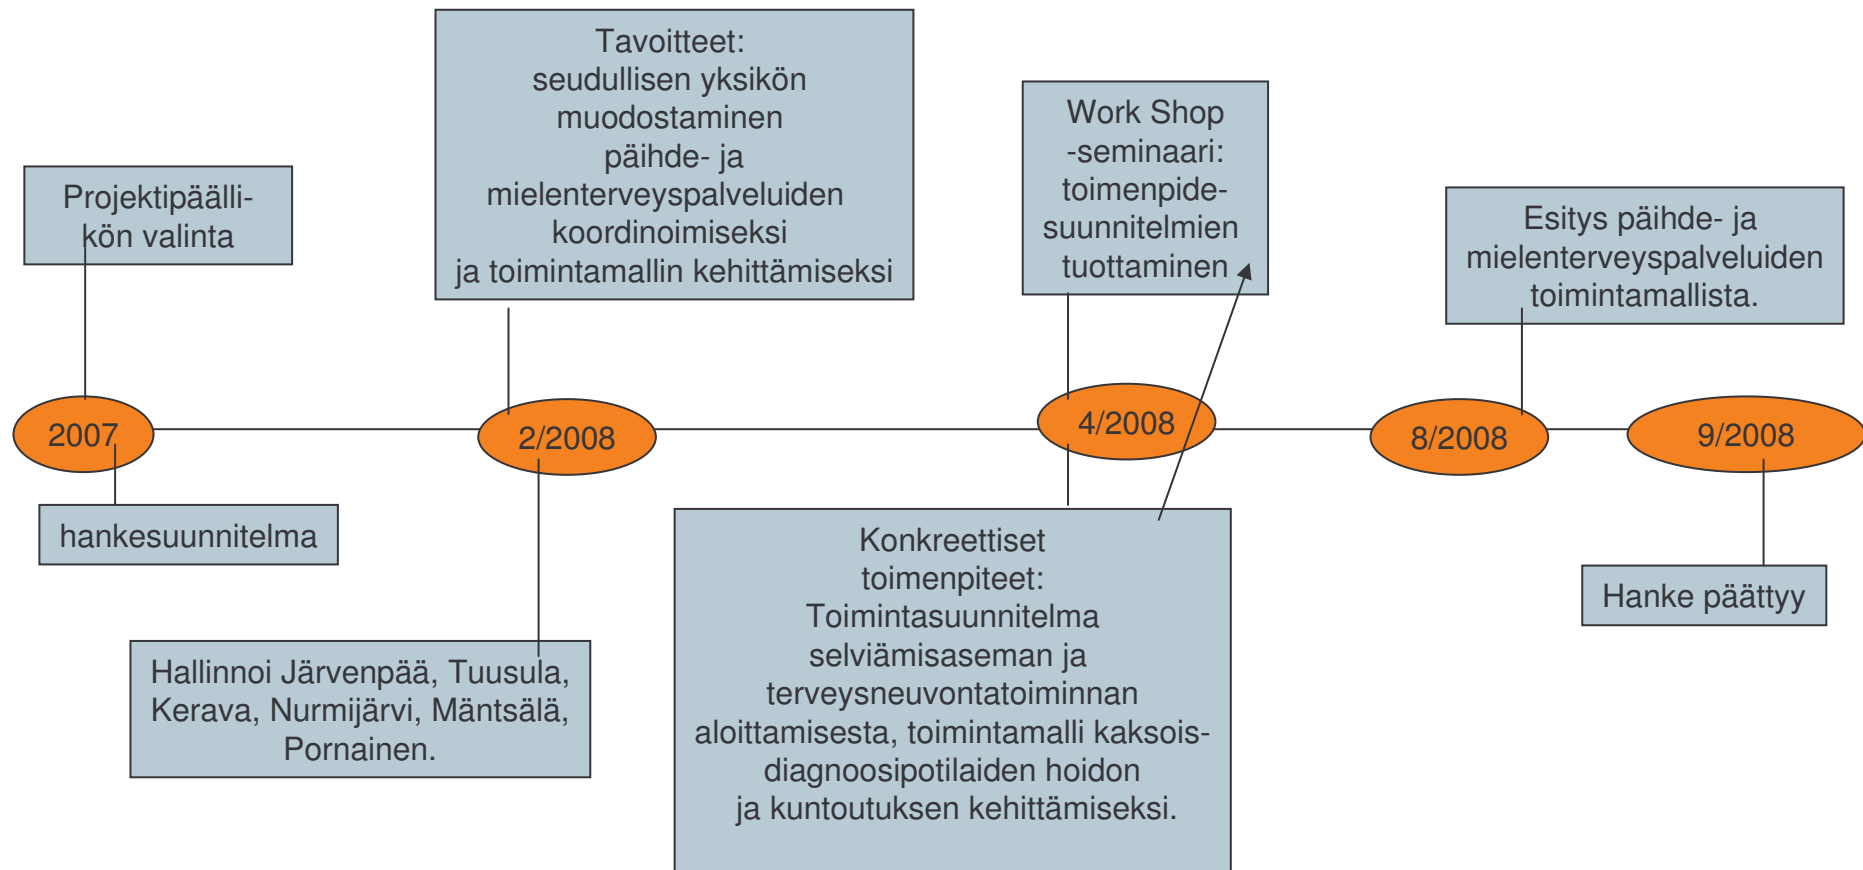 Projektipäälli-
kön valinta
Tavoitteet:
seudullisen yksikön
muodostaminen
päihde- ja
mielenterveyspalveluiden
koordinoimiseksi
ja toimintamallin kehittämiseksi
Work Shop
-seminaari:
toimenpide-
suunnitelmien
tuottaminen
Esitys päihde- ja
mielenterveyspalveluiden
toimintamallista.
2007
2/2008
4/2008
8/2008
9/2008
hankesuunnitelma
Hallinnoi Järvenpää, Tuusula,
Kerava, Nurmijärvi, Mäntsälä,
Pornainen.
Konkreettiset
toimenpiteet:
Toimintasuunnitelma
selviämisaseman ja
terveysneuvontatoiminnan
aloittamisesta, toimintamalli kaksois-
diagnoosipotilaiden hoidon
ja kuntoutuksen kehittämiseksi.
Hanke päättyy